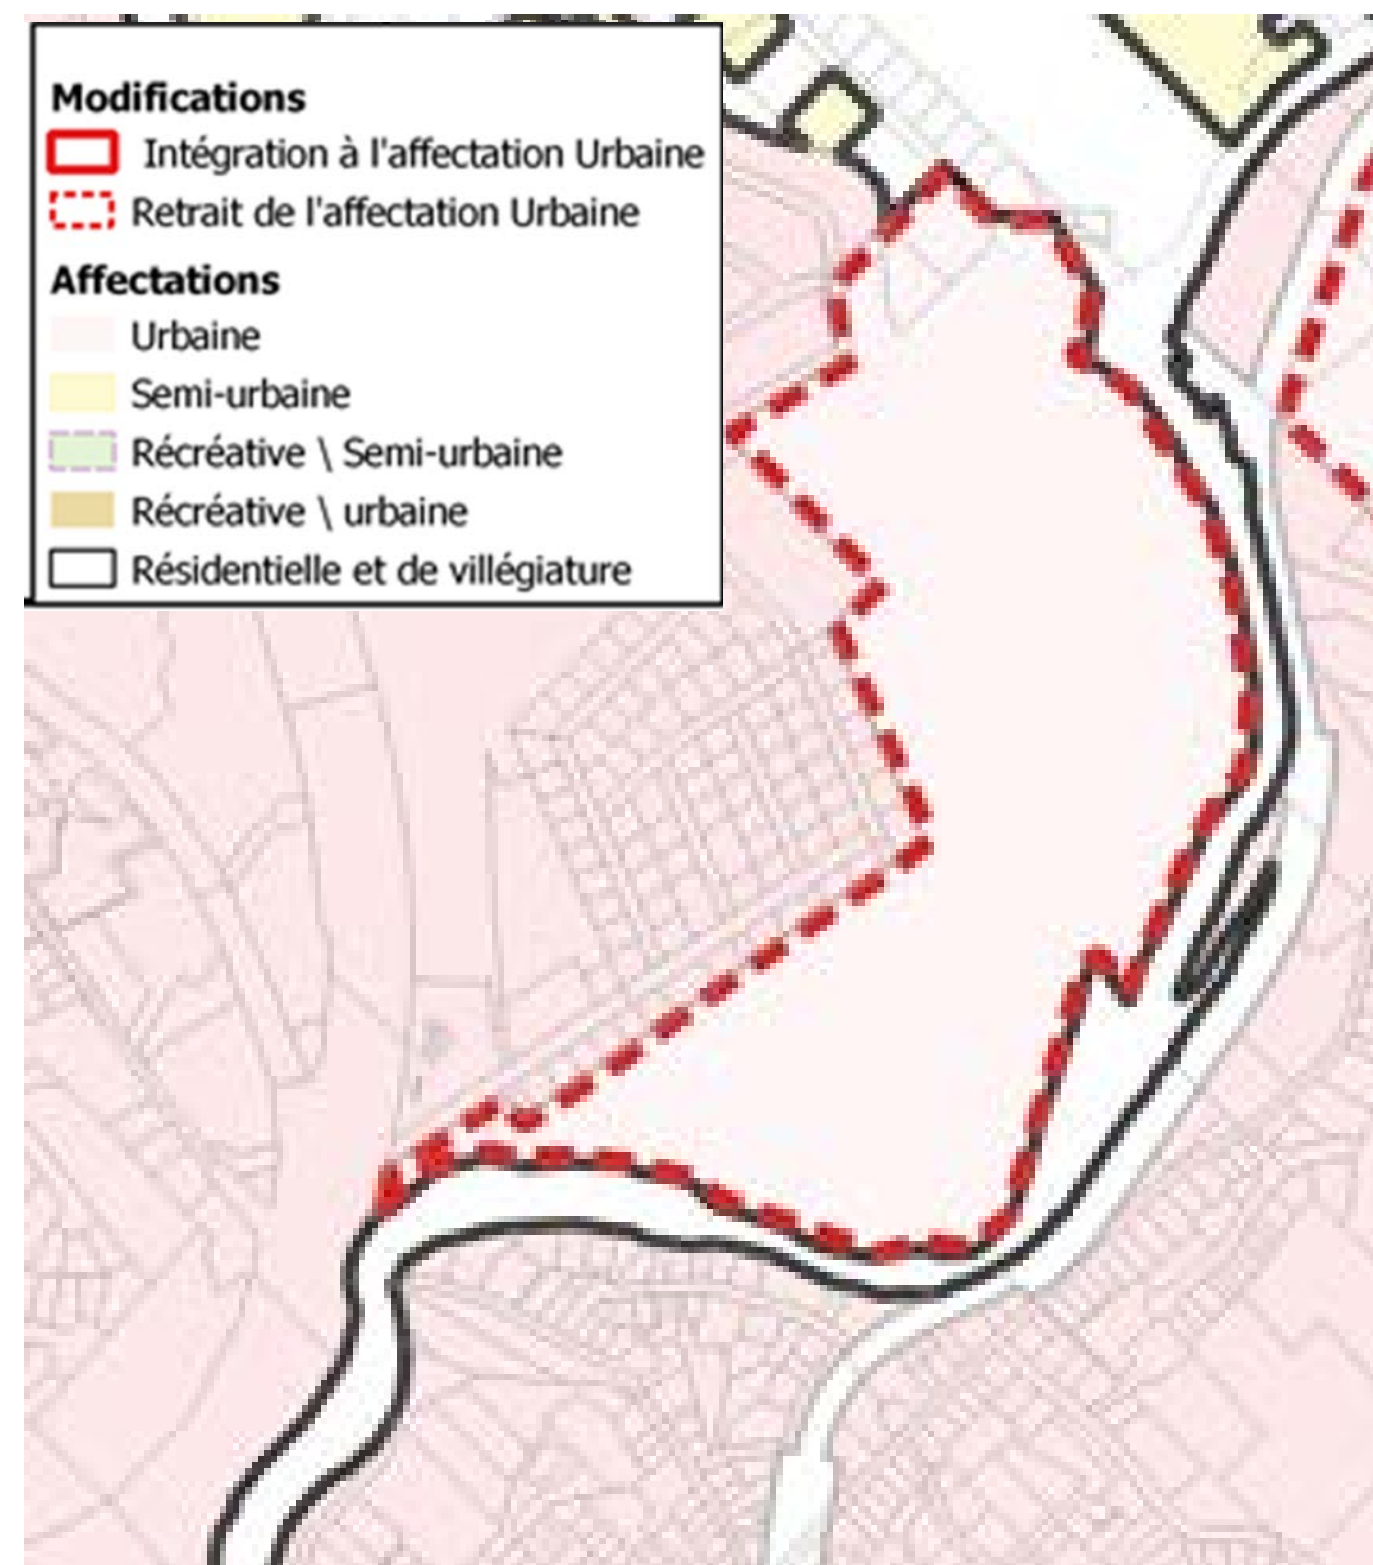 Modifications
Intégration à l'affectation Urbaine
Retrait de l'affectation Urbaine
Affectations
Urbaine
Semi-urbaine
Récréative \ Semi-urbaine
Récréative \ urbaine
Résidentielle et de villégiature